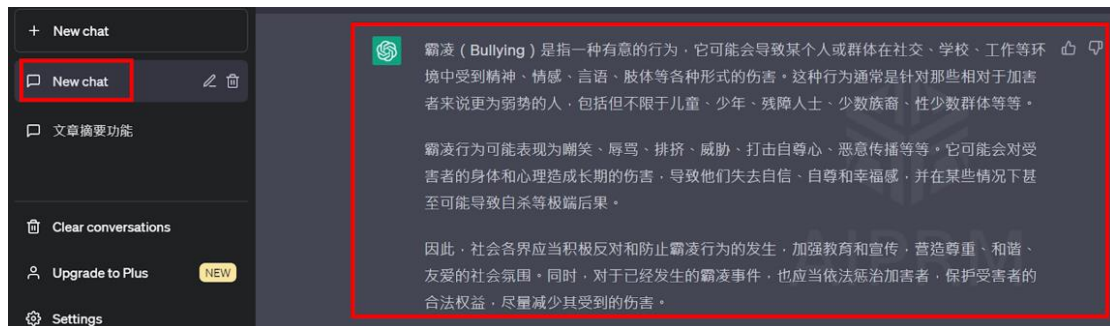 + New chat
New chat
文章摘要功能
Clear conversations
Upgrade to Plus NEW
Settings
霸凌（Bullying）是指一种有意的行为，它可能会导致某个人或群体在社交、学校、工作等环
境中受到精神、情感、言语、肢体等各种形式的伤害。这种行为通常是针对那些相对于加害
者来说更为弱势的人，包括但不限于儿童、少年、残障人士、少数族裔、性少数群体等等。
霸凌行为可能表现为嘲笑、辱骂、排挤、威胁、打击自尊心、恶意传播等等。它可能会对受
害者的身体和心理造成长期的伤害，导致他们失去自信、自尊和幸福感，并在某些情况下甚
至可能导致自杀等极端后果。
因此，社会各界应当积极反对和防止霸凌行为的发生，加强教育和宣传，营造尊重、和谐、
友爱的社会氛围。同时，对于已经发生的霸凌事件，也应当依法惩治加害者，保护受害者的
合法权益，尽量减少其受到的伤害。
AIPRM